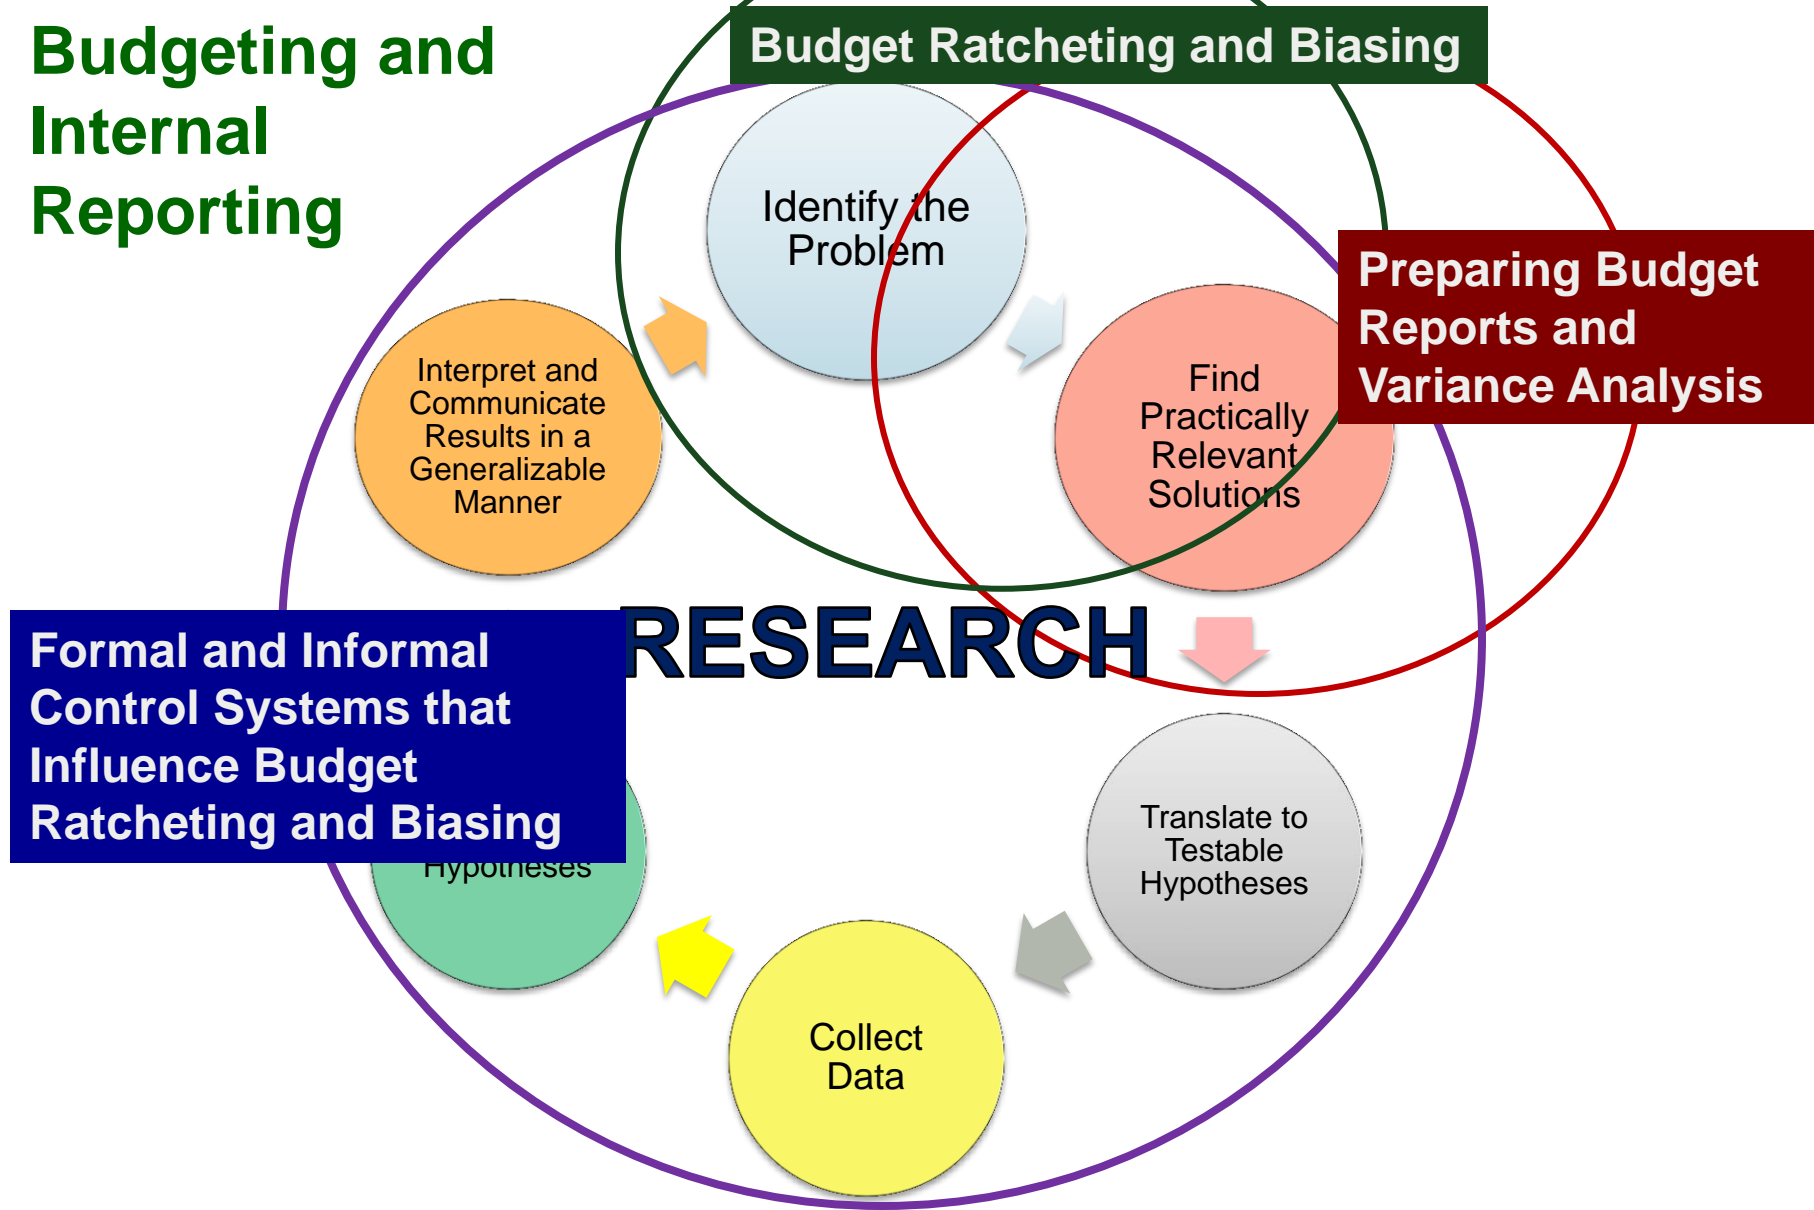 Budgeting and
Internal
Reporting
Budget Ratcheting and Biasing
Identify the
Problem
Preparing Budget
Reports and
Variance Analysis
Find
Practically
Relevant
Solutions
Interpret and
Communicate
Results in a
Generalizable
Manner
RESEARCH
Formal and Informal
Control Systems that
Influence Budget
Ratcheting and Biasing
Hypotheses
Translate to
Testable
Hypotheses
Collect
Data